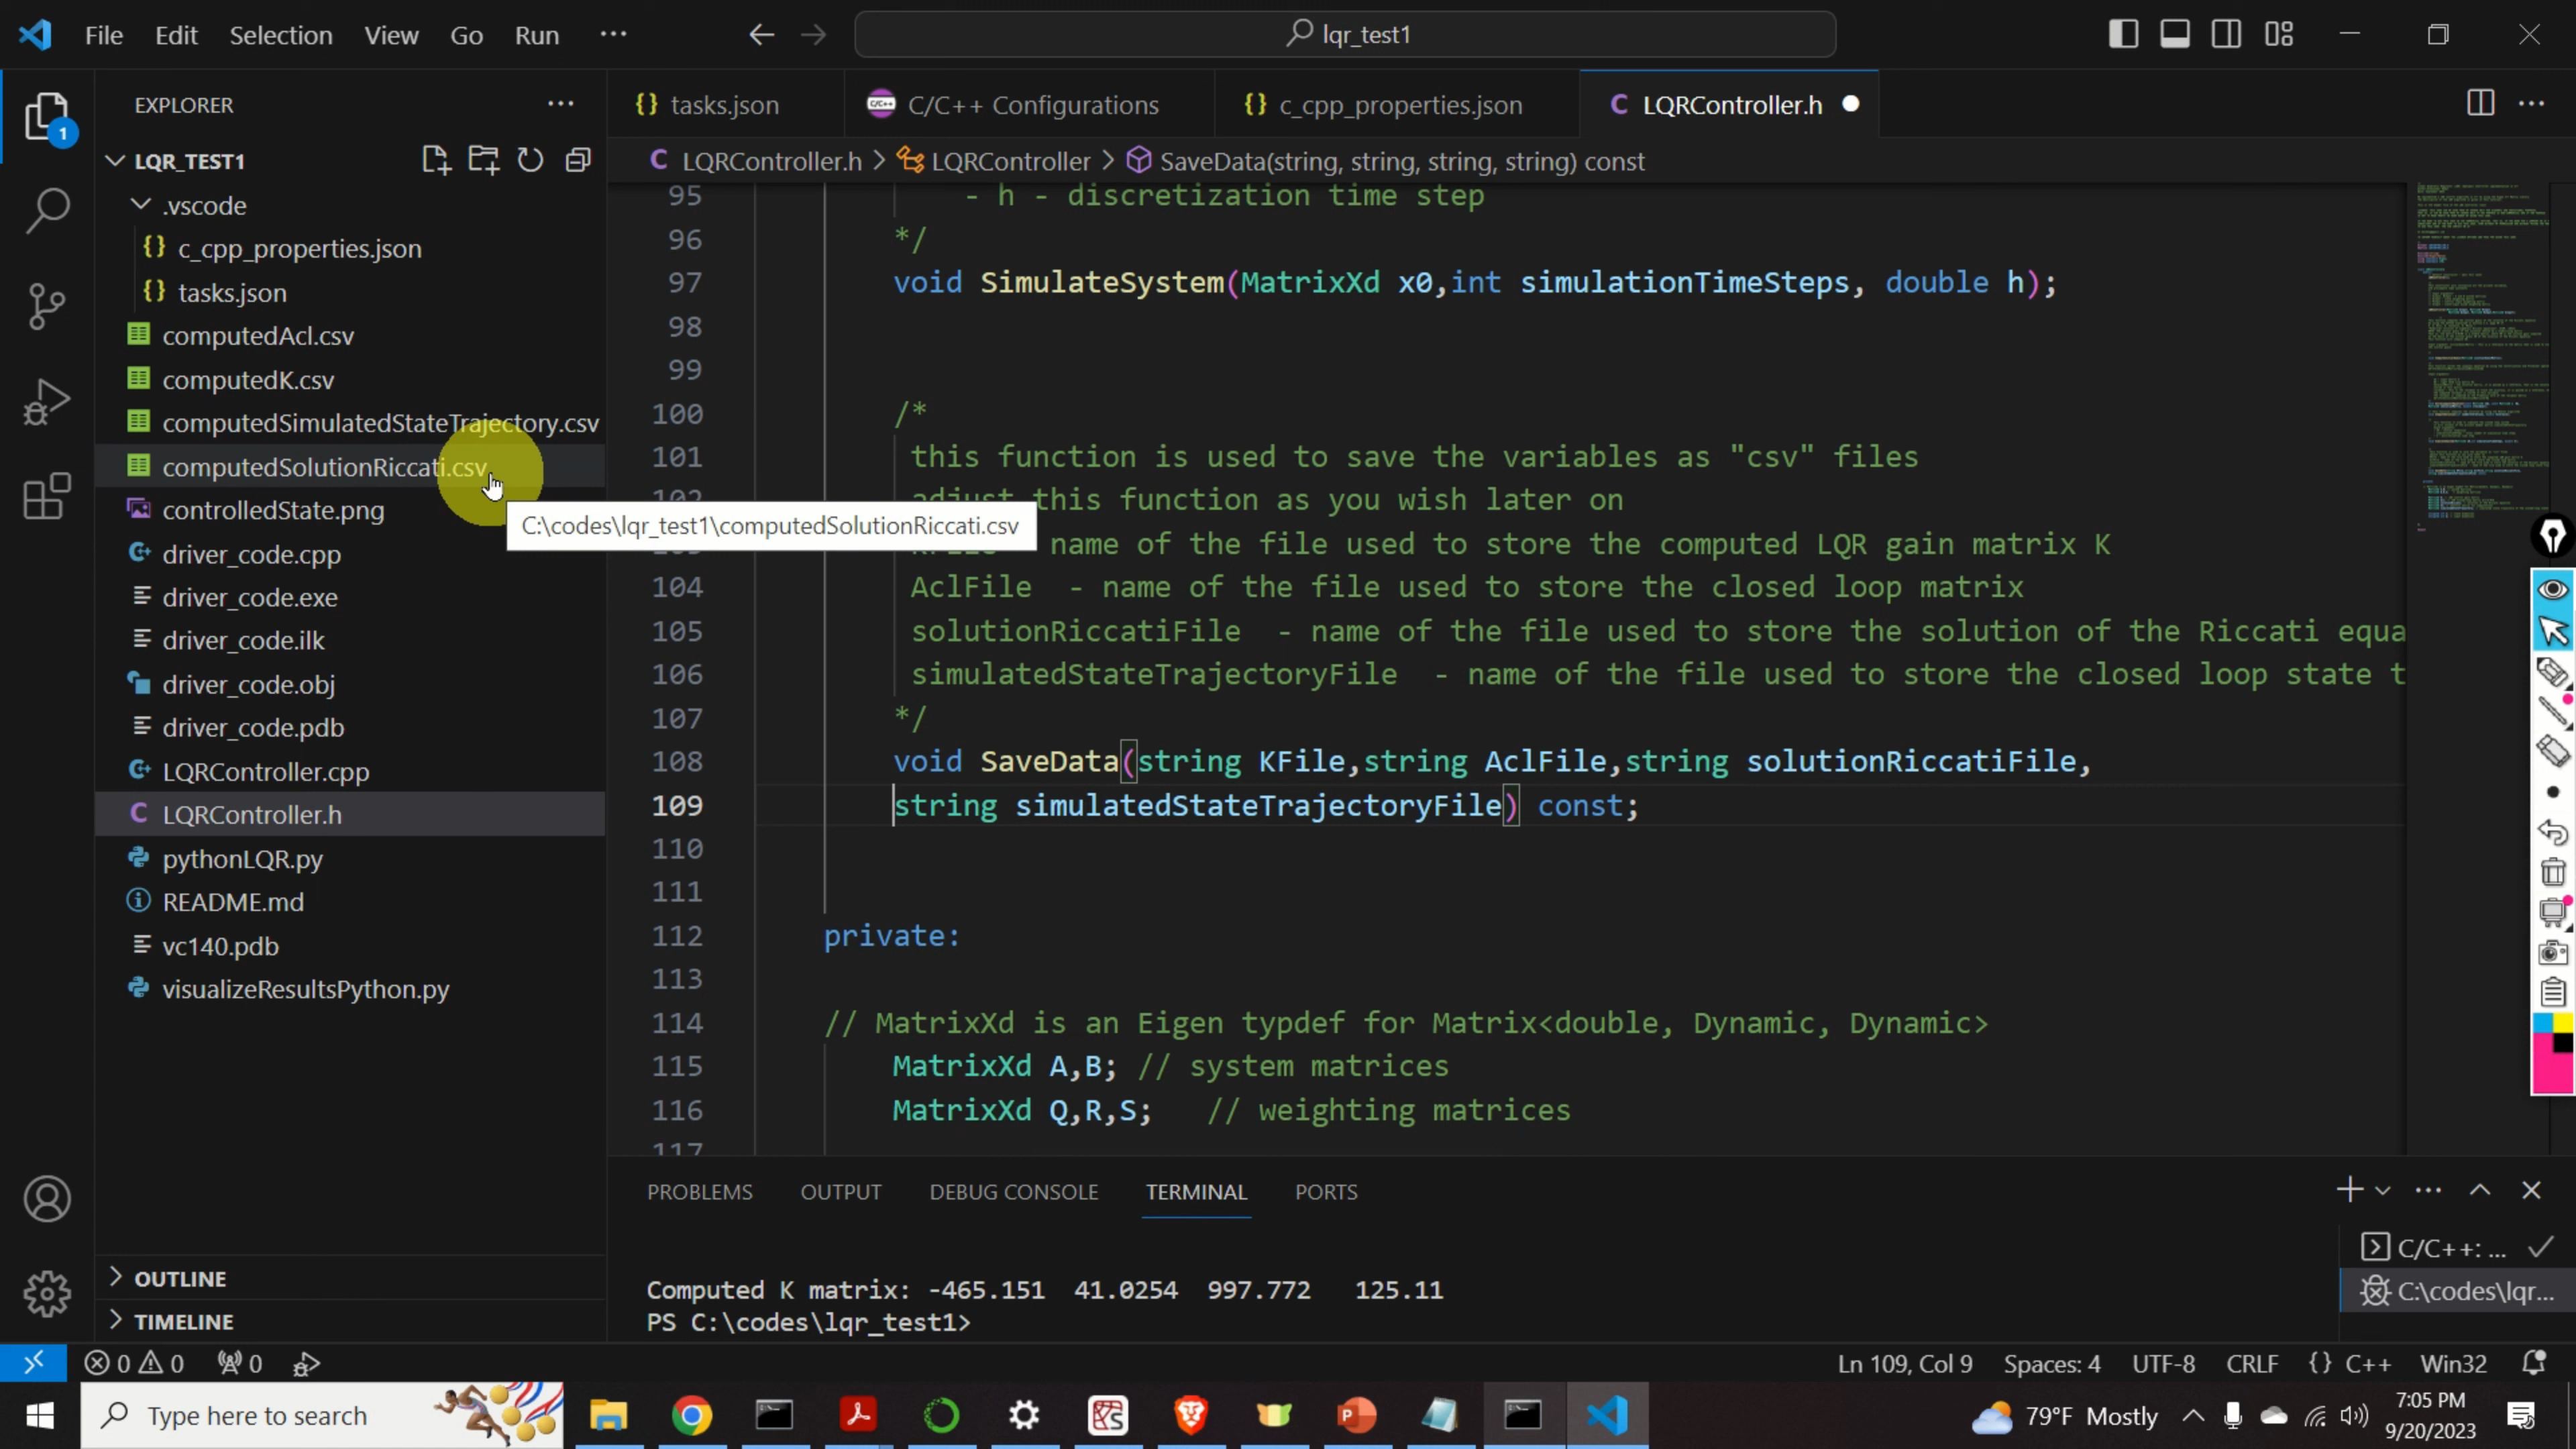 File Edit Selection View Go Run ···
lqr_test1
EXPLORER
tasks.json
C/C++ Configurations
c_cpp_properties.json
LQRController.h
LQR_TEST1
LQRController.h > LQRController > SaveData(string, string, string, string) const
.vscode
c_cpp_properties.json
tasks.json
computedAcl.csv
computedK.csv
computedSimulatedStateTrajectory.csv
computedSolutionRiccati.csv
controlledState.png
driver_code.cpp
driver_code.exe
driver_code.ilk
driver_code.obj
driver_code.pdb
LQRController.cpp
LQRController.h
pythonLQR.py
README.md
vc140.pdb
visualizeResultsPython.py
OUTLINE
TIMELINE
C:\codes\lqr_test1\computedSolutionRiccati.csv
95 - h - discretization time step
96 */
97 void SimulateSystem(MatrixXd x0,int simulationTimeSteps, double h);
98
99
100 /*
101 this function is used to save the variables as "csv" files
102 adjust this function as you wish later on
name of the file used to store the computed LQR gain matrix K
104 AclFile - name of the file used to store the closed loop matrix
105 solutionRiccatiFile - name of the file used to store the solution of the Riccati equa
106 simulatedStateTrajectoryFile - name of the file used to store the closed loop state t
107 */
108 void SaveData(string KFile,string AclFile,string solutionRiccatiFile,
109 string simulatedStateTrajectoryFile) const;
110
111
112 private:
113
114 // MatrixXd is an Eigen typdef for Matrix<double, Dynamic, Dynamic>
115 MatrixXd A,B; // system matrices
116 MatrixXd Q,R,S; // weighting matrices
117
PROBLEMS OUTPUT DEBUG CONSOLE TERMINAL PORTS
Computed K matrix: -465.151 41.0254 997.772 125.11
PS C:\codes\lqr_test1>
C/C++: ...
C:\codes\lqr...
0 0 0
Ln 109, Col 9 Spaces: 4 UTF-8 CRLF {} C++ Win32
Type here to search
79°F Mostly
7:05 PM
9/20/2023